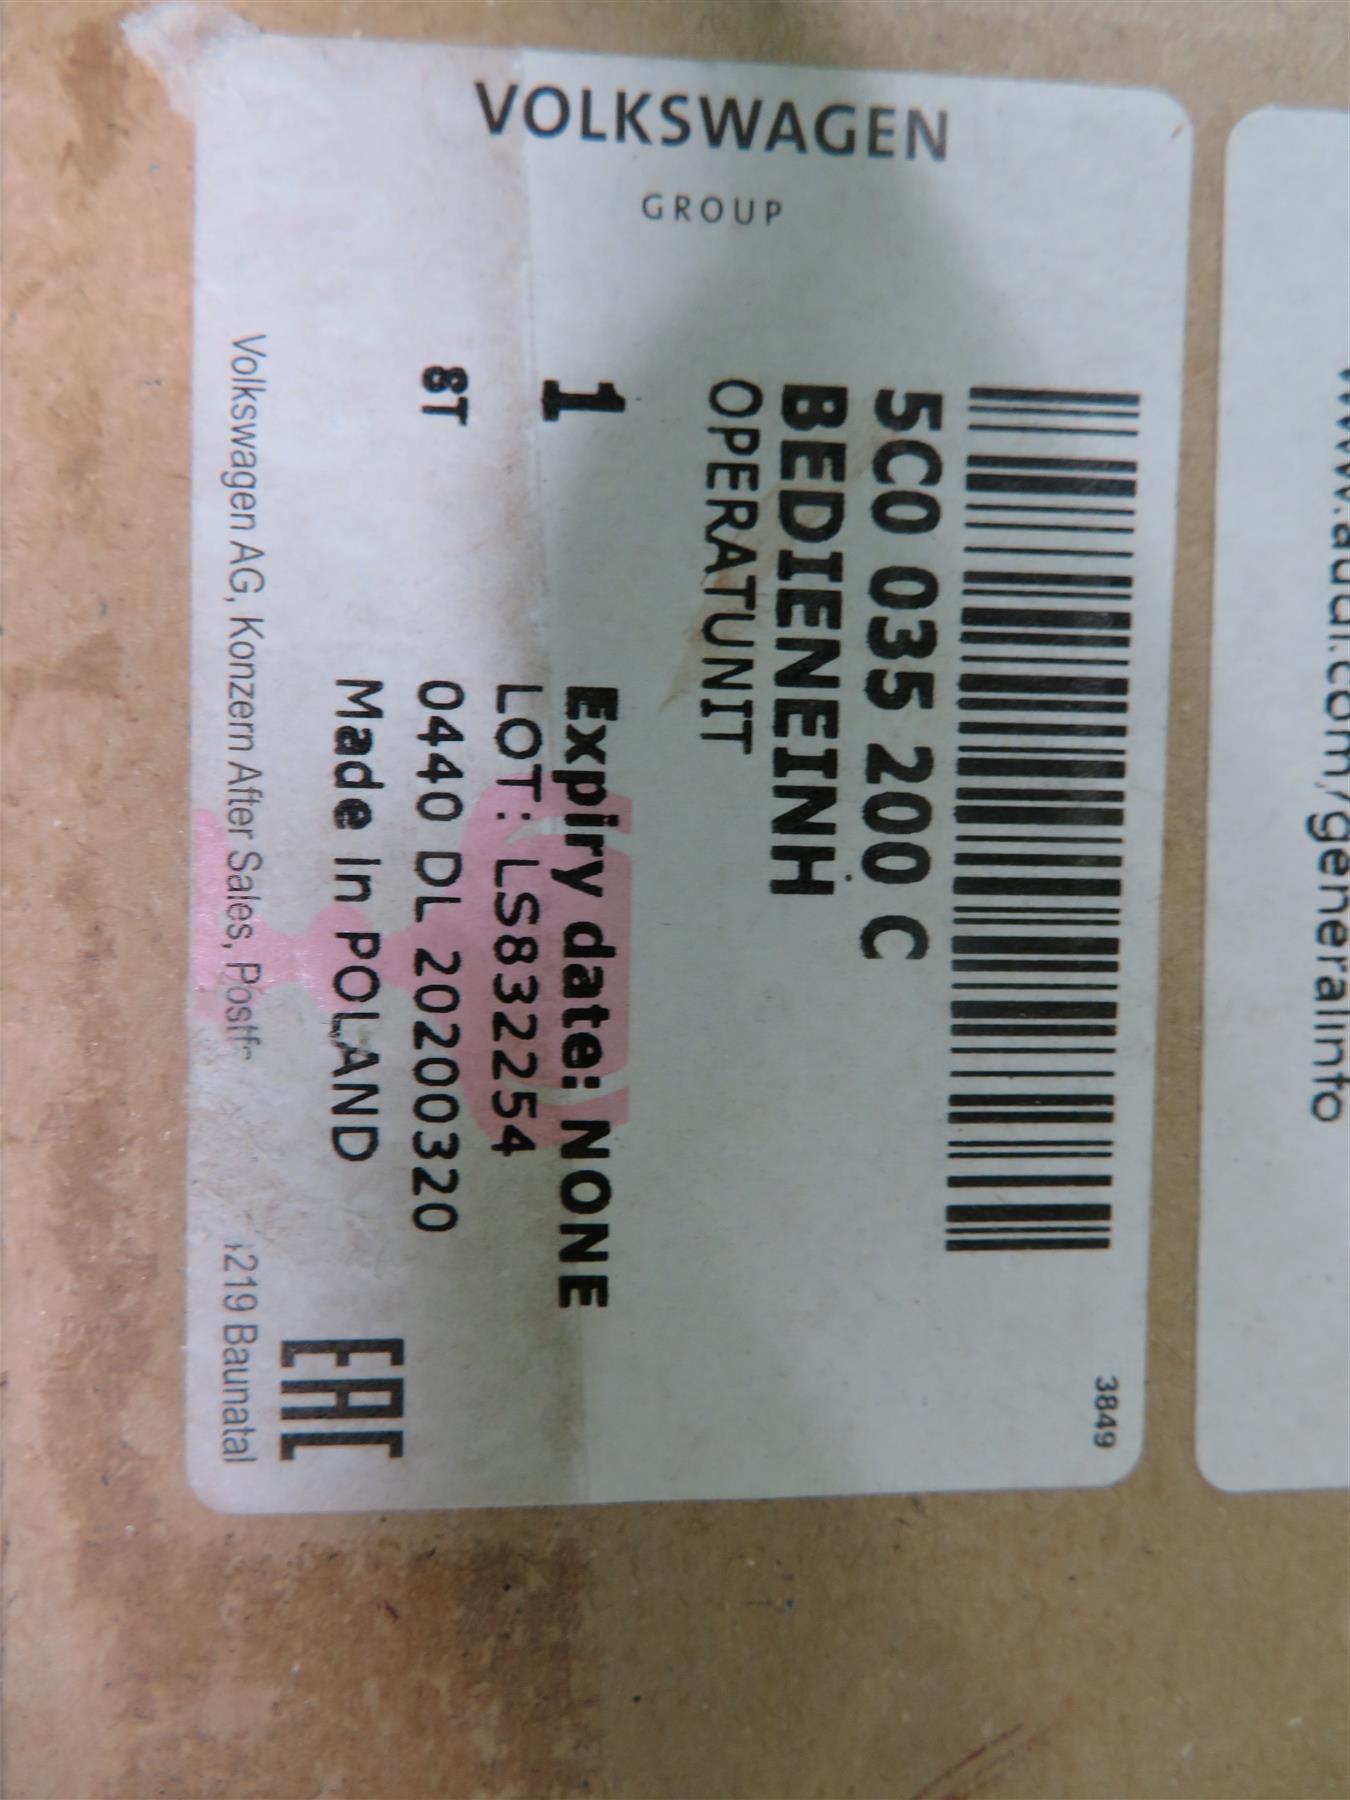 VOLKSWAGEN
GROUP
3849
5C0 035 200 C
BEDIENEINH
OPERATUNIT
1
Expiry date: NONE
LOT: LS832254
8T
0440 DL 20200320
Made in POLAND
EAC
Volkswagen AG, Konzern After Sales, 219 Baunatal
www.audi.com/generalinfo